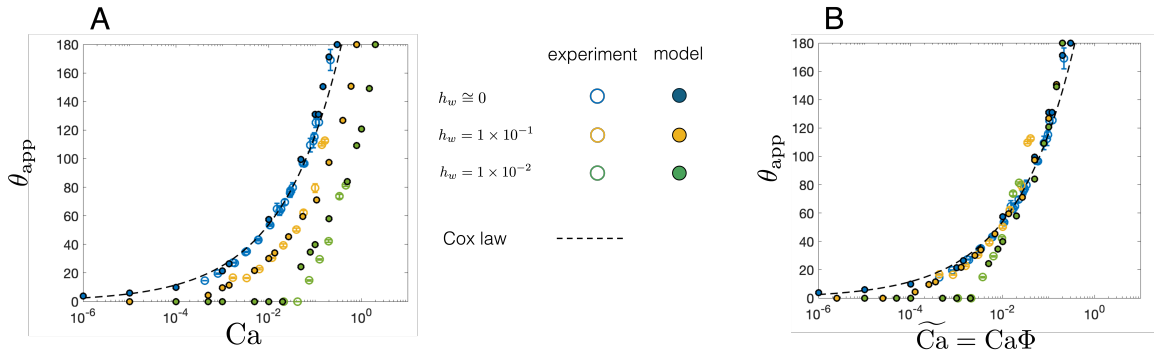 A
B
180
160
140
120
100
80
60
40
20
0
θ_app
10^-6
10^-4
10^-2
10^0
Ca
experiment model
h_w ≅ 0
h_w = 1 × 10^-1
h_w = 1 × 10^-2
Cox law
180
160
140
120
100
80
60
40
20
0
θ_app
10^-6
10^-4
10^-2
10^0
C͠a = CaΦ